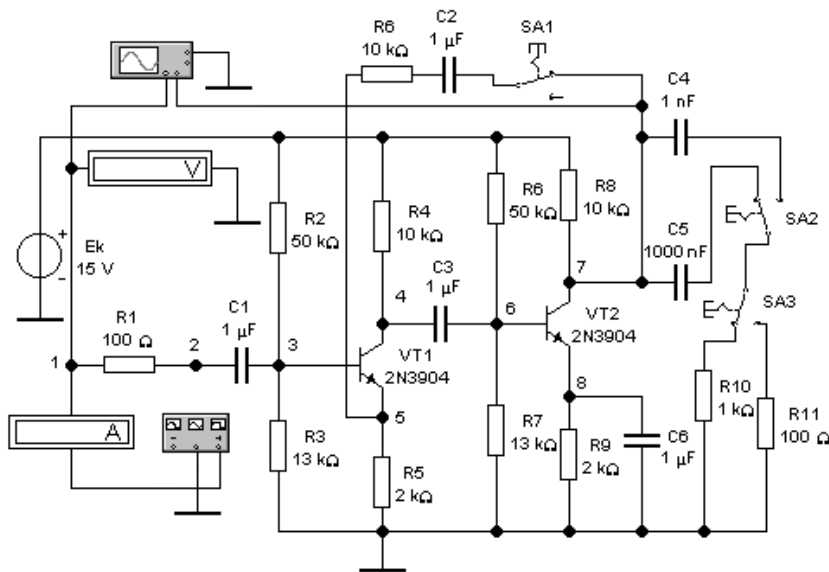 R6
10 kΩ
C2
1 µF
SA1
C4
1 nF
V
R2
50 kΩ
R4
10 kΩ
R6
50 kΩ
R8
10 kΩ
E
SA2
+
Ek
15 V
-
C5
1000 nF
7
C1
1 µF
4
C3
1 µF
6
R1
100 Ω
1
2
3
VT1
2N3904
VT2
2N3904
E
SA3
8
5
A
R3
13 kΩ
R5
2 kΩ
R7
13 kΩ
R9
2 kΩ
C6
1 µF
R10
1 kΩ
R11
100 Ω